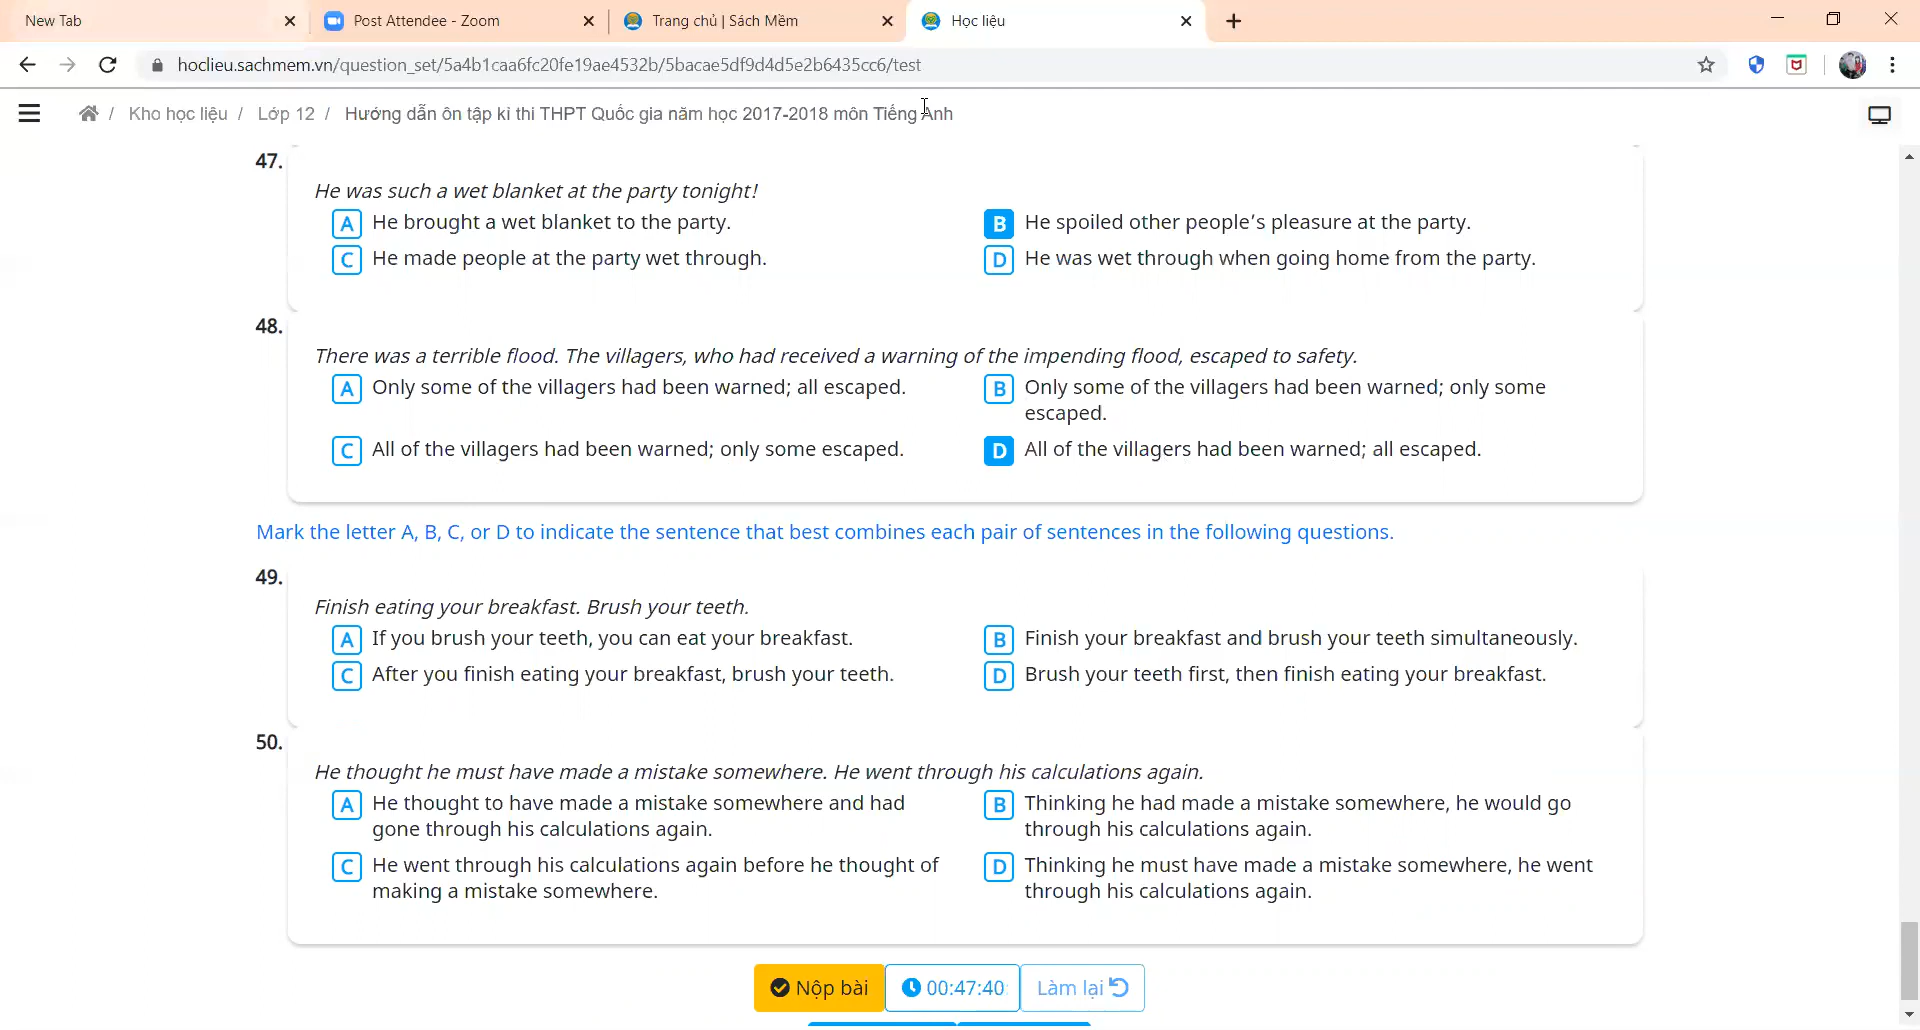 New Tab
Post Attendee - Zoom
Trang chủ | Sách Mềm
Học liệu
hoclieu.sachmem.vn/question_set/5a4b1caa6fc20fe19ae4532b/5bacae5df9d4d5e2b6435cc6/test
/ Kho học liệu / Lớp 12 / Hướng dẫn ôn tập kì thi THPT Quốc gia năm học 2017-2018 môn Tiếng Anh
47.
He was such a wet blanket at the party tonight!
A He brought a wet blanket to the party.
B He spoiled other people's pleasure at the party.
C He made people at the party wet through.
D He was wet through when going home from the party.
48.
There was a terrible flood. The villagers, who had received a warning of the impending flood, escaped to safety.
A Only some of the villagers had been warned; all escaped.
B Only some of the villagers had been warned; only some
escaped.
C All of the villagers had been warned; only some escaped.
D All of the villagers had been warned; all escaped.
Mark the letter A, B, C, or D to indicate the sentence that best combines each pair of sentences in the following questions.
49.
Finish eating your breakfast. Brush your teeth.
A If you brush your teeth, you can eat your breakfast.
B Finish your breakfast and brush your teeth simultaneously.
C After you finish eating your breakfast, brush your teeth.
D Brush your teeth first, then finish eating your breakfast.
50.
He thought he must have made a mistake somewhere. He went through his calculations again.
A He thought to have made a mistake somewhere and had
gone through his calculations again.
B Thinking he had made a mistake somewhere, he would go
through his calculations again.
C He went through his calculations again before he thought of
making a mistake somewhere.
D Thinking he must have made a mistake somewhere, he went
through his calculations again.
Nộp bài
00:47:40
Làm lại